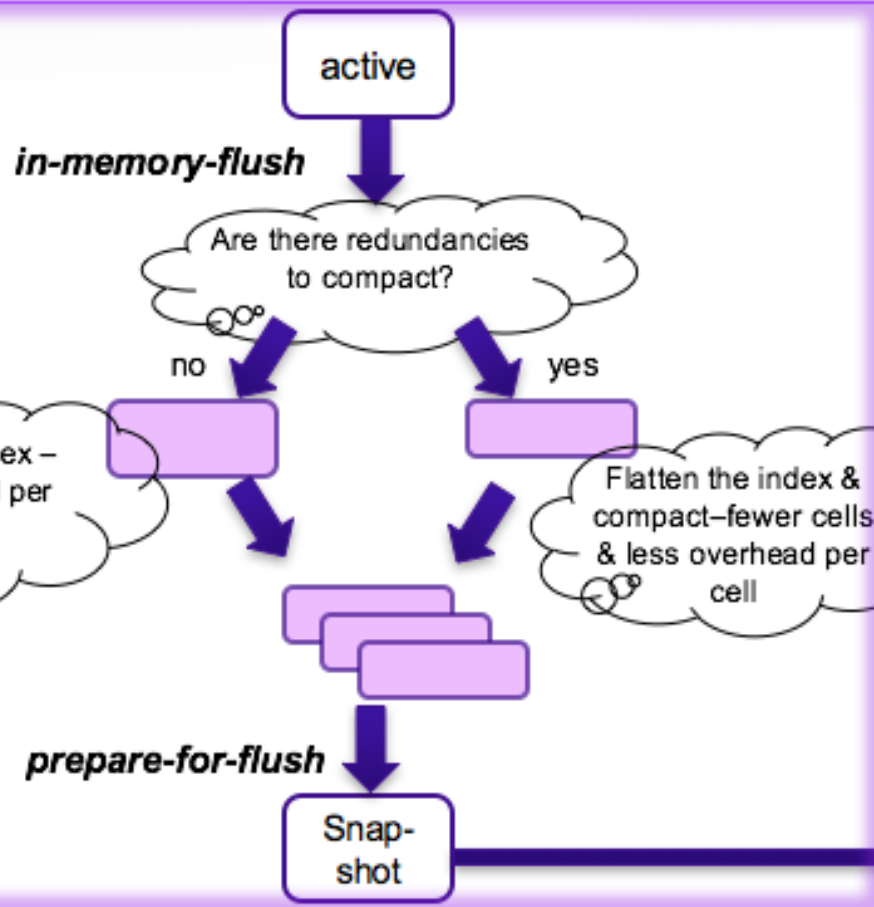 active
in-memory-flush
Are there redundancies
to compact?
no
yes
ex –
per
Flatten the index &
compact–fewer cells
& less overhead per
cell
prepare-for-flush
Snap-
shot